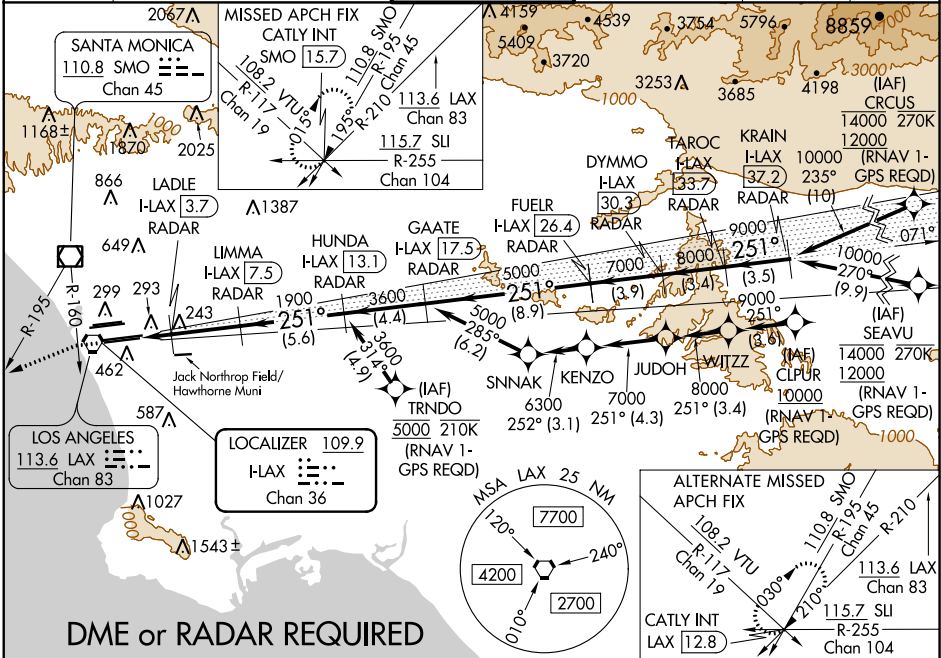 2067
SANTA MONICA
110.8 SMO
Chan 45
MISSED APCH FIX
CATLY INT
SMO 15.7
110.8 SMO
R-195
Chan 45
R-210
108.2 VTU
R-117
Chan 19
015°
195°
113.6 LAX
Chan 83
115.7 SLI
R-255
Chan 104
4159
4539
5409
3720
3754
5796
8859
3253
3685
4198
3000
1000
1000
1168±
1870
2025
1000
(IAF)
CRCUS
14000 270K
12000
(RNAV 1-
GPS REQD)
KRAIN
I-LAX
37.2
RADAR
10000
235°
(10)
TAROC
I-LAX
33.7
RADAR
DYMMO
I-LAX
30.3
RADAR
FUELR
I-LAX 26.4
RADAR
GAATE
I-LAX 17.5
RADAR
HUNDA
I-LAX 13.1
RADAR
LIMMA
I-LAX 7.5
RADAR
LADLE
I-LAX 3.7
RADAR
866
1387
649
299
293
243
462
587
R-195
R-160
251°
1900
(5.6)
3600
(4.4)
5000
251°
(8.9)
7000
(3.9)
8000
(3.4)
9000
251°
(3.5)
071°
10000
270°
(9.9)
(IAF)
SEAVU
14000 270K
12000
(RNAV 1-
GPS REQD)
9000
251°
(3.6)
(IAF)
CLPUR
10000
(RNAV 1-
GPS REQD)
WITZZ
8000
251° (3.4)
JUDOH
7000
251° (4.3)
KENZO
6300
252° (3.1)
SNNAK
5000
285°
(6.2)
3600
314°
(4.9)
(IAF)
TRNDO
5000 210K
(RNAV 1-
GPS REQD)
Jack Northrop Field/
Hawthorne Muni
LOS ANGELES
113.6 LAX
Chan 83
LOCALIZER 109.9
I-LAX
Chan 36
1027
1543±
1000
MSA LAX 25 NM
120°
7700
240°
4200
2700
010°
ALTERNATE MISSED
APCH FIX
108.2 VTU
R-117
Chan 19
110.8 SMO
R-195
Chan 45
R-210
030°
210°
113.6 LAX
Chan 83
115.7 SLI
R-255
Chan 104
CATLY INT
LAX 12.8
DME or RADAR REQUIRED